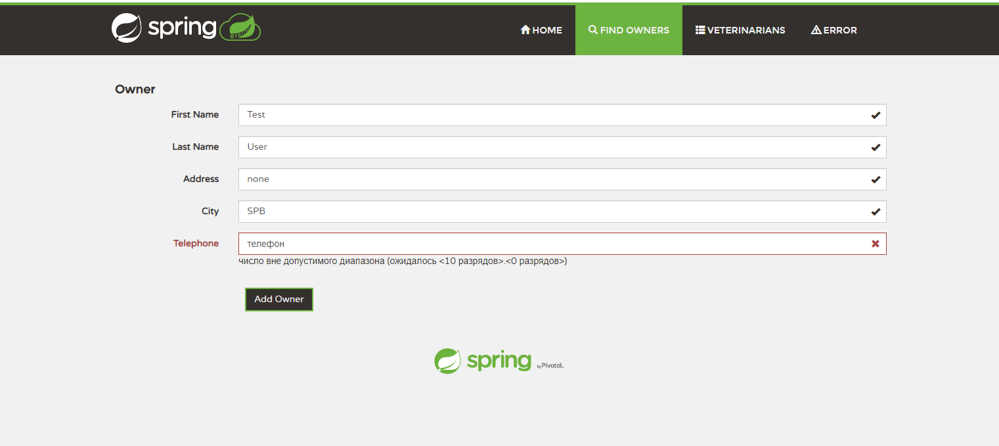 spring
HOME
FIND OWNERS
VETERINARIANS
ERROR
Owner
First Name
Test
Last Name
User
Address
none
City
SPB
Telephone
телефон
число вне допустимого диапазона (ожидалось <10 разрядов>.<0 разрядов>)
Add Owner
spring by Pivotal.